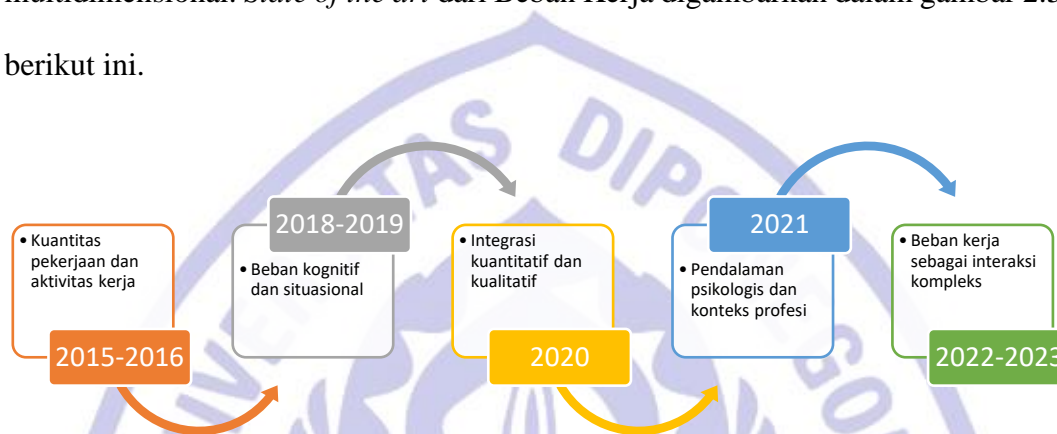 multidimensional. State of the art dari Beban Kerja digambarkan dalam gambar
berikut ini.
• Kuantitas
pekerjaan dan
aktivitas kerja
2015-2016
2018-2019
• Beban kognitif
dan situasional
• Integrasi
kuantitatif dan
kualitatif
2020
2021
• Pendalaman
psikologis dan
konteks profesi
• Beban kerja
sebagai interaksi
kompleks
2022-2023